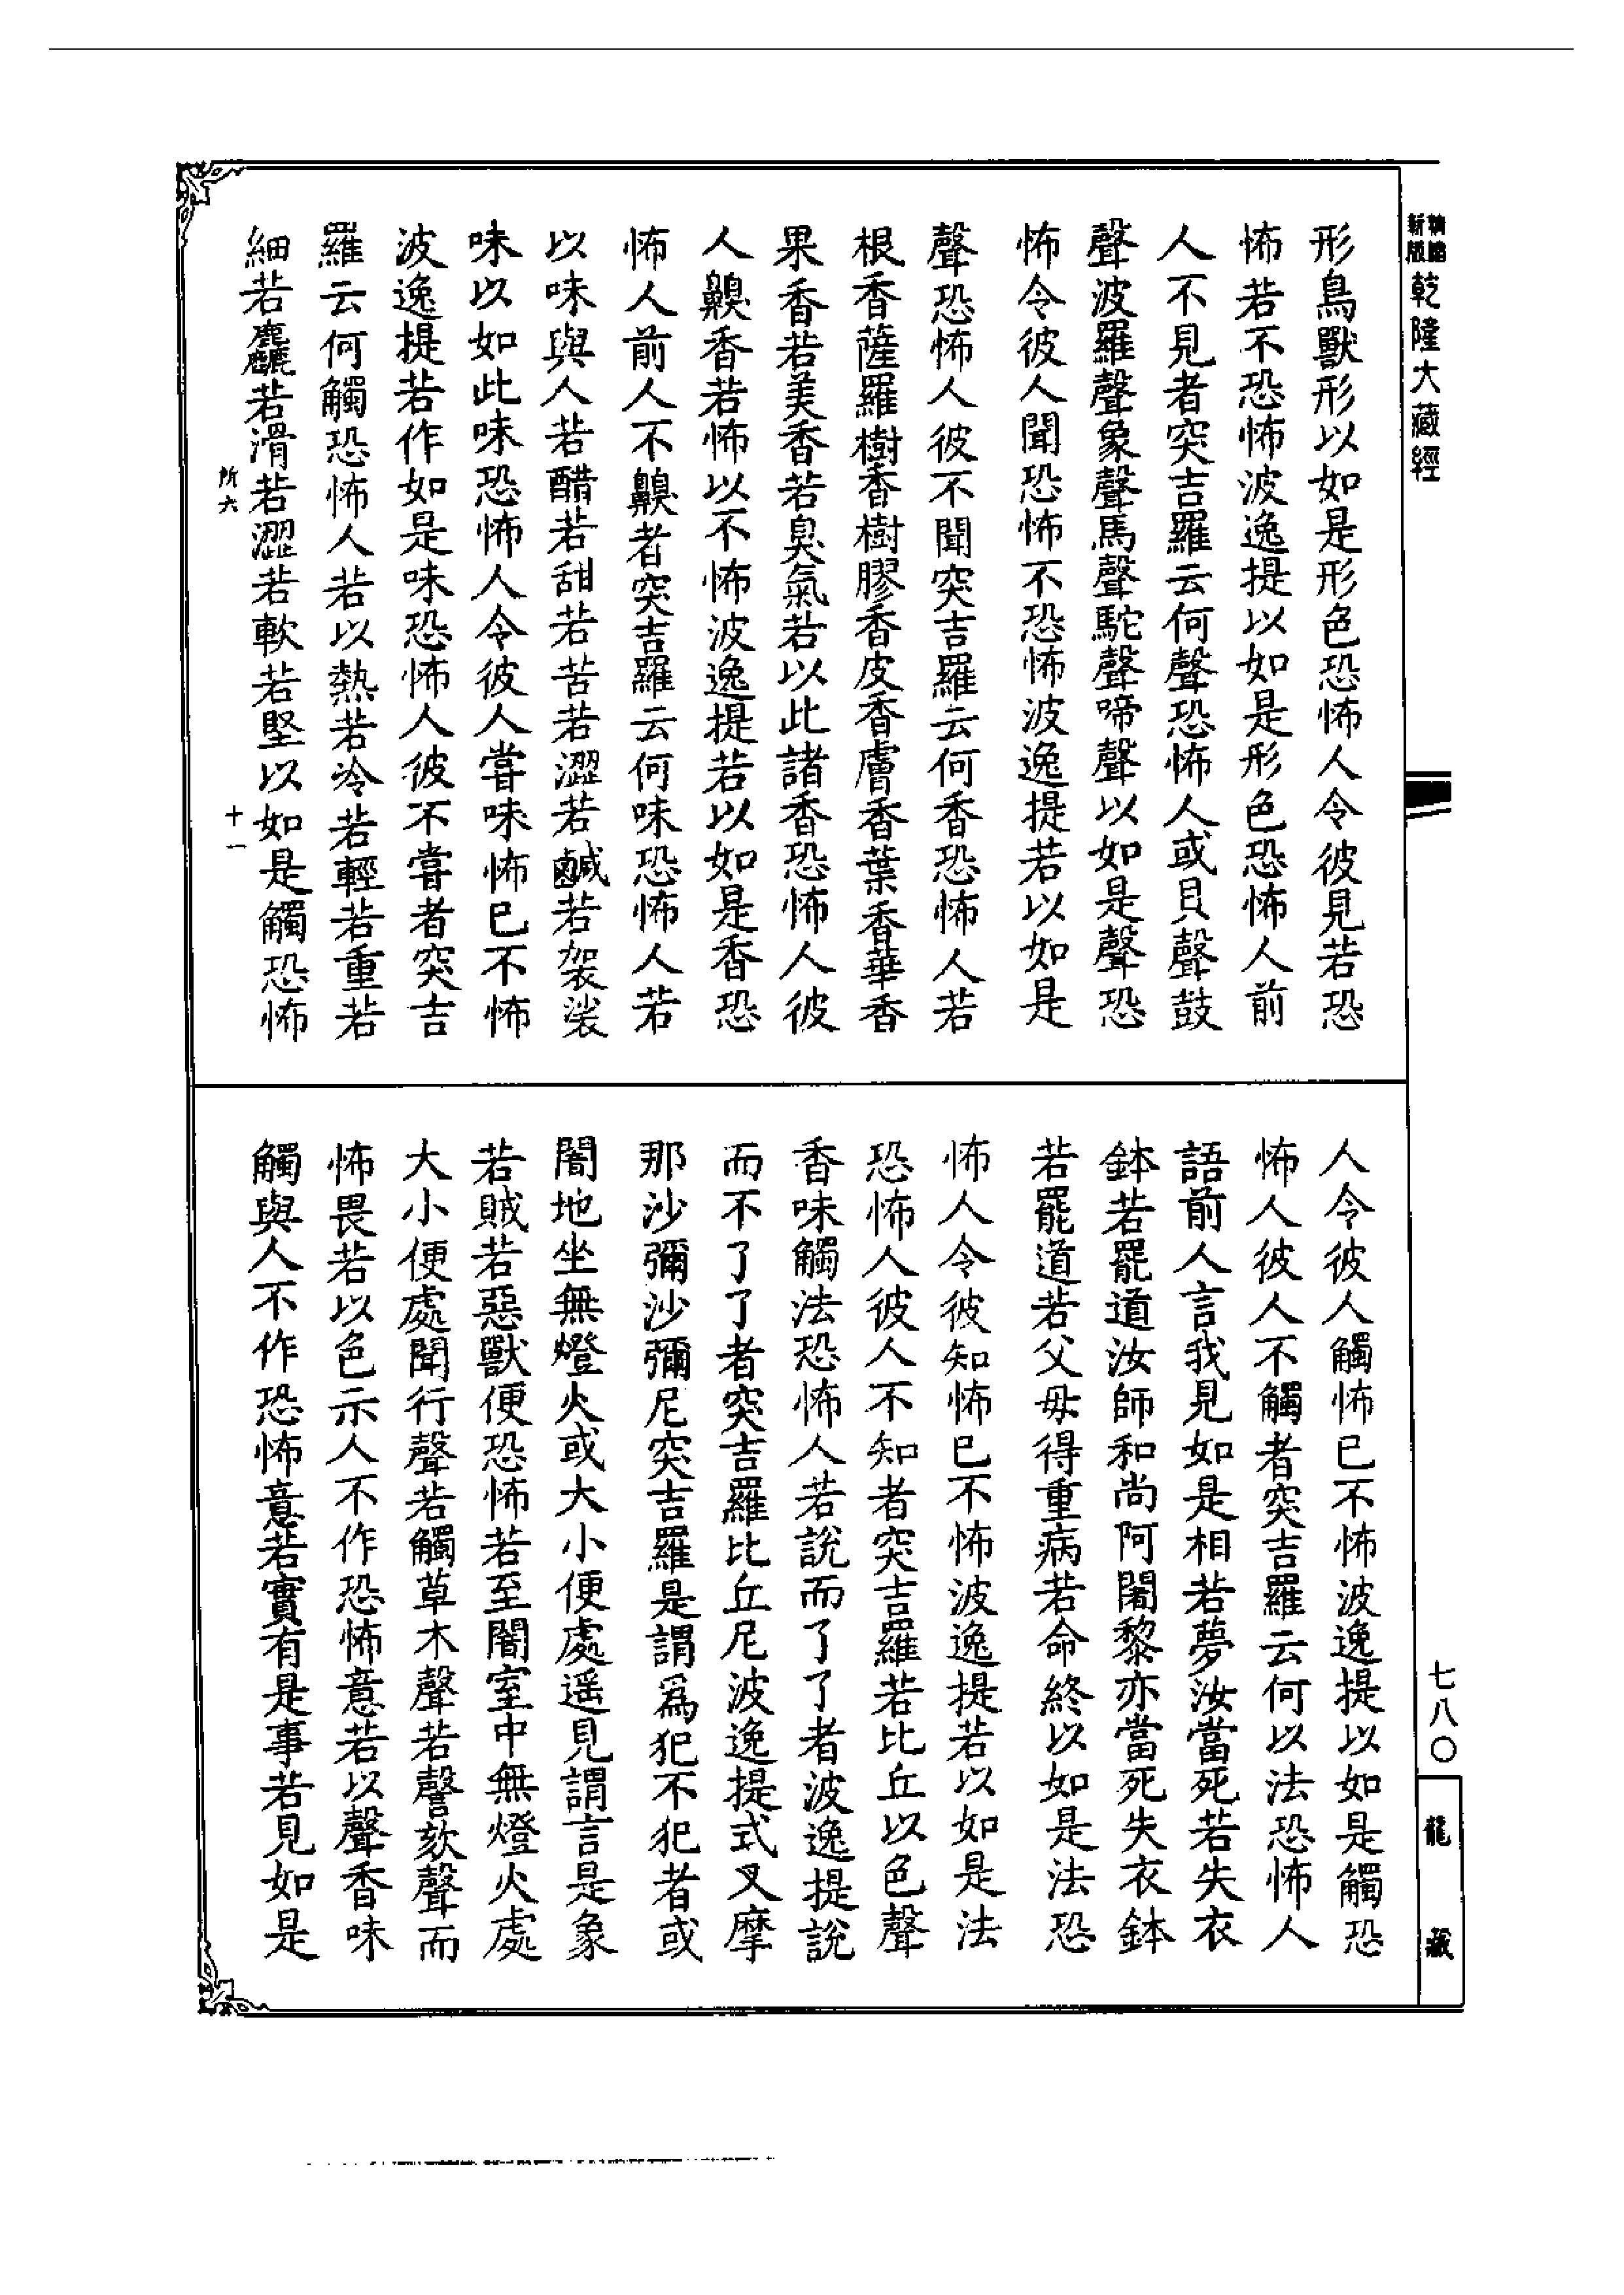 新版
精縮
乾隆大藏經
形鳥獸形以如是形色恐怖人令彼見若恐
怖若不恐怖波逸提以如是形色恐怖人前
人不見者突吉羅云何聲恐怖人或貝聲鼓
聲波羅聲象聲馬聲駝聲啼聲以如是聲恐
怖令彼人聞恐怖不恐怖波逸提若以如是
聲恐怖人彼不聞突吉羅云何香恐怖人若
根香薩羅樹香樹膠香皮香膚香葉香華香
果香若美香若臭氣若以此諸香恐怖人彼
人齅香若怖以不怖波逸提若以如是香恐
怖人前人不齅者突吉羅云何味恐怖人若
以味與人若醋若甜若苦若澀若鹹若袈裟
味以如此味恐怖人令彼人嘗味怖已不怖
波逸提若作如是味恐怖人彼不嘗者突吉
羅云何觸恐怖人若以熱若冷若輕若重若
細若麤若滑若澀若軟若堅以如是觸恐怖
所六
十一
人令彼人觸怖已不怖波逸提以如是觸恐
怖人彼人不觸者突吉羅云何以法恐怖人
語前人言我見如是相若夢汝當死若失衣
鉢若罷道汝師和尚阿闍黎亦當死失衣鉢
若罷道若父母得重病若命終以如是法恐
怖人令彼知怖已不怖波逸提若以如是法
恐怖人彼人不知者突吉羅若比丘以色聲
香味觸法恐怖人若說而了了者波逸提說
而不了了者突吉羅比丘尼波逸提式叉摩
那沙彌沙彌尼突吉羅是謂為犯不犯者或
闇地坐無燈火或大小便處遥見謂言是象
若賊若惡獸便恐怖若至闇室中無燈火處
大小便處聞行聲若觸草木聲若謦欬聲而
怖畏若以色示人不作恐怖意若以聲香味
觸與人不作恐怖意若實有是事若見如是
七八〇
龍藏